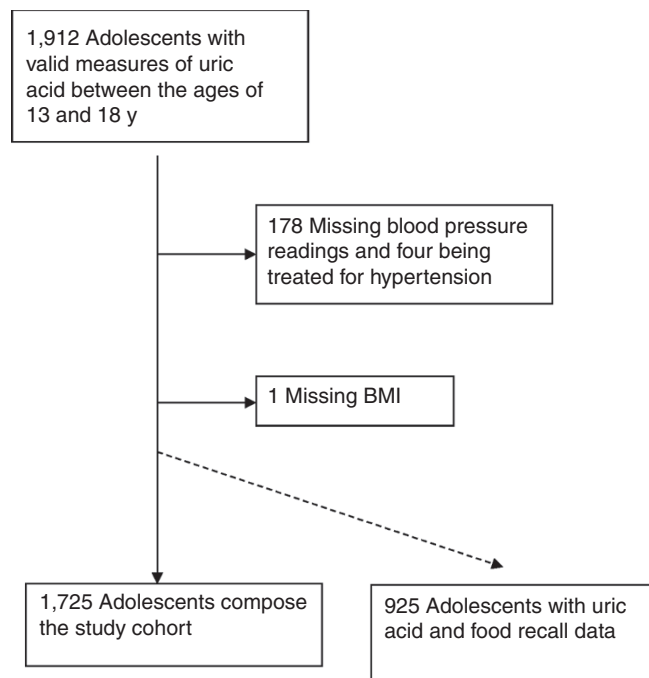 1,912 Adolescents with
valid measures of uric
acid between the ages of
13 and 18 y
178 Missing blood pressure
readings and four being
treated for hypertension
1 Missing BMI
1,725 Adolescents compose
the study cohort
925 Adolescents with uric
acid and food recall data